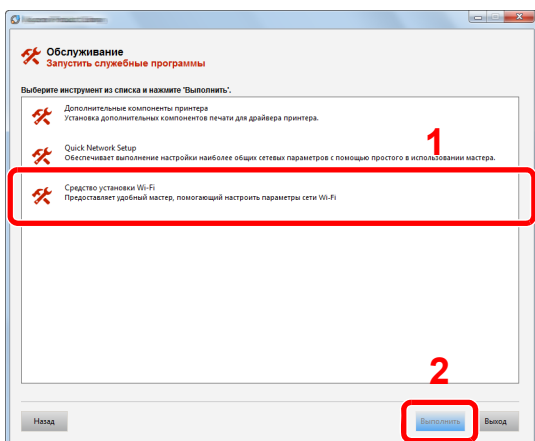 Обслуживание
Запустить служебные программы
Выберите инструмент из списка и нажмите 'Выполнить'.
Дополнительные компоненты принтера
Установка дополнительных компонентов печати для драйвера принтера.
1
Quick Network Setup
Обеспечивает выполнение настройки наиболее общих сетевых параметров с помощью простого в использовании мастера.
Средство установки Wi-Fi
Предоставляет удобный мастер, помогающий настроить параметры сети Wi-Fi
2
Назад
Выполнить
Выход